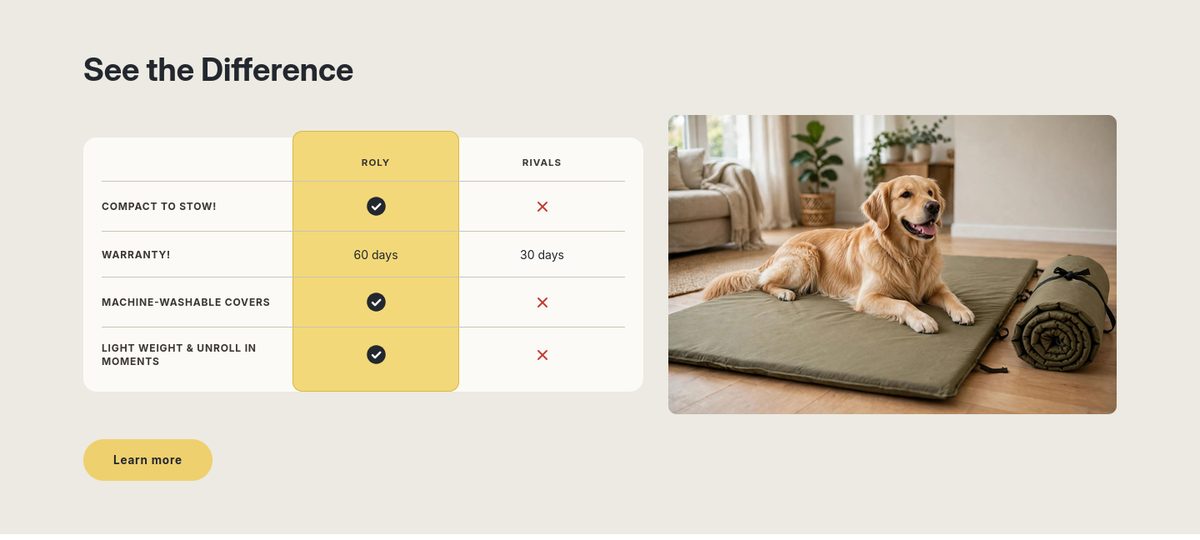 See the Difference
ROLY RIVALS
COMPACT TO STOW!
WARRANTY! 60 days 30 days
MACHINE-WASHABLE COVERS
LIGHT WEIGHT & UNROLL IN
MOMENTS
Learn more